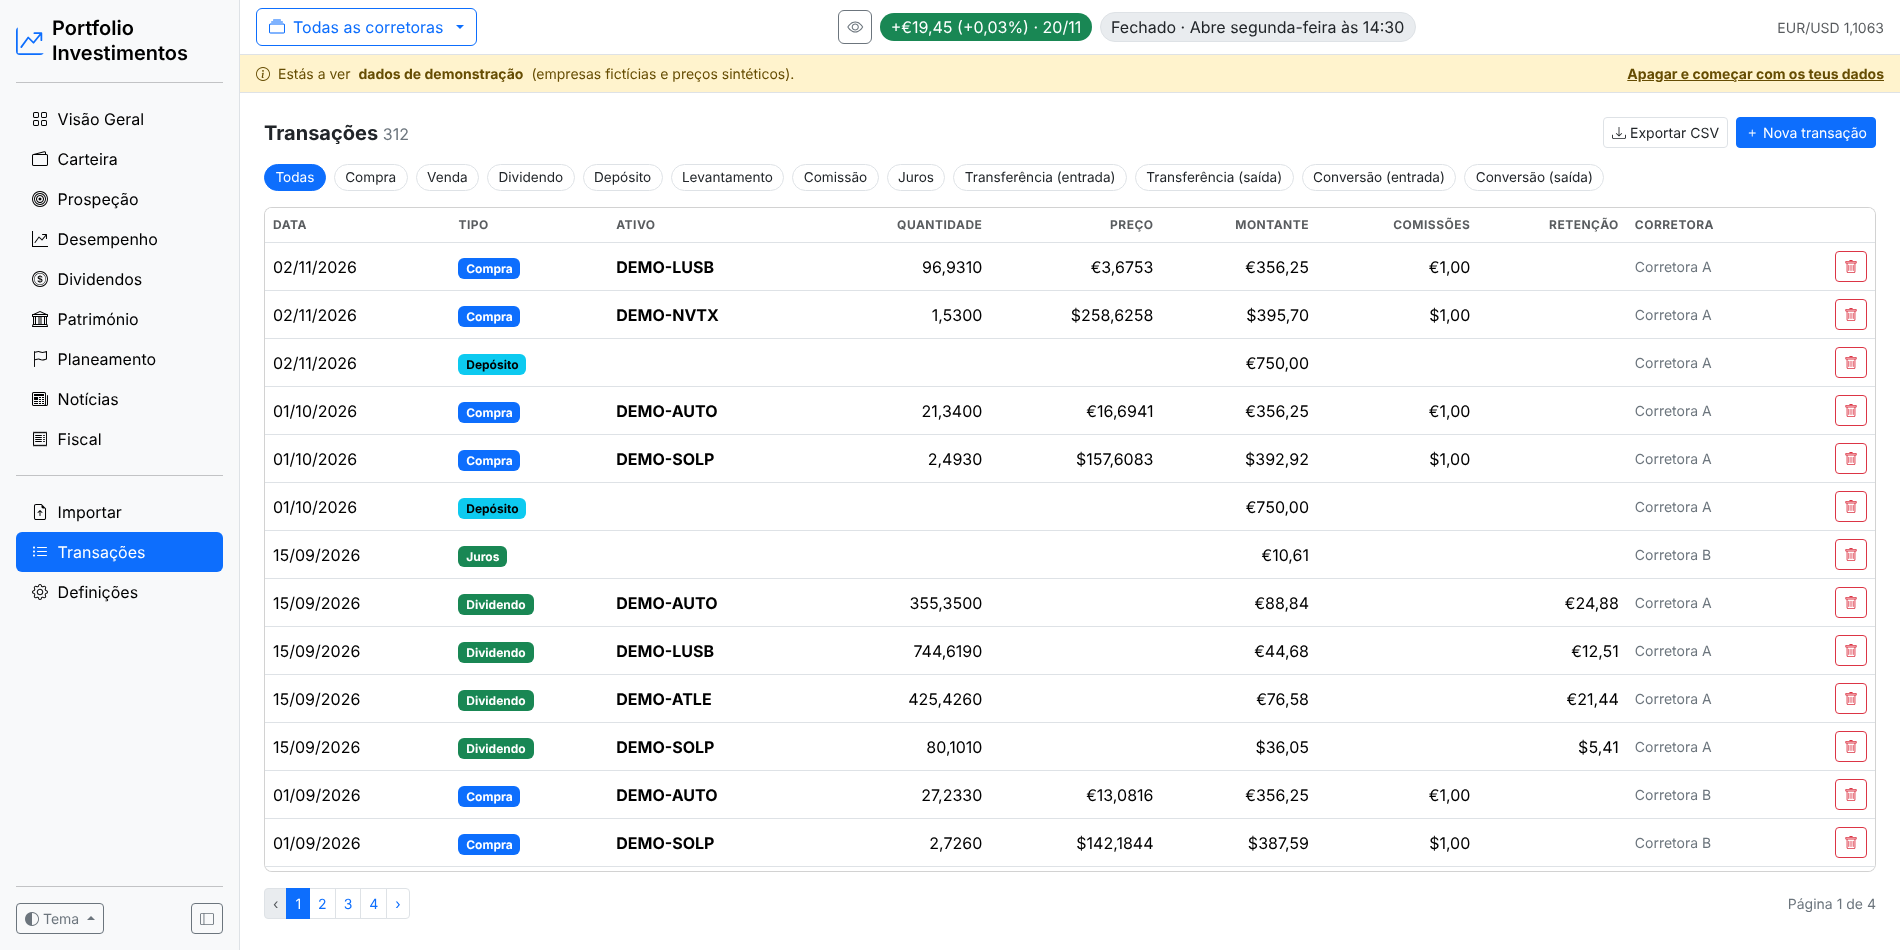 Portfolio
Investimentos
Visão Geral
Carteira
Prospeção
Desempenho
Dividendos
Património
Planeamento
Notícias
Fiscal
Importar
Transações
Definições
Tema
Todas as corretoras
+€19,45 (+0,03%) · 20/11
Fechado · Abre segunda-feira às 14:30
EUR/USD 1,1063
Estás a ver dados de demonstração (empresas fictícias e preços sintéticos).
Apagar e começar com os teus dados
Transações 312
Exportar CSV
+ Nova transação
Todas Compra Venda Dividendo Depósito Levantamento Comissão Juros Transferência (entrada) Transferência (saída) Conversão (entrada) Conversão (saída)
DATA TIPO ATIVO QUANTIDADE PREÇO MONTANTE COMISSÕES RETENÇÃO CORRETORA
02/11/2026 Compra DEMO-LUSB 96,9310 €3,6753 €356,25 €1,00 Corretora A
02/11/2026 Compra DEMO-NVTX 1,5300 $258,6258 $395,70 $1,00 Corretora A
02/11/2026 Depósito €750,00 Corretora A
01/10/2026 Compra DEMO-AUTO 21,3400 €16,6941 €356,25 €1,00 Corretora A
01/10/2026 Compra DEMO-SOLP 2,4930 $157,6083 $392,92 $1,00 Corretora A
01/10/2026 Depósito €750,00 Corretora A
15/09/2026 Juros €10,61 Corretora B
15/09/2026 Dividendo DEMO-AUTO 355,3500 €88,84 €24,88 Corretora A
15/09/2026 Dividendo DEMO-LUSB 744,6190 €44,68 €12,51 Corretora A
15/09/2026 Dividendo DEMO-ATLE 425,4260 €76,58 €21,44 Corretora A
15/09/2026 Dividendo DEMO-SOLP 80,1010 $36,05 $5,41 Corretora A
01/09/2026 Compra DEMO-AUTO 27,2330 €13,0816 €356,25 €1,00 Corretora B
01/09/2026 Compra DEMO-SOLP 2,7260 $142,1844 $387,59 $1,00 Corretora B
‹ 1 2 3 4 ›
Página 1 de 4